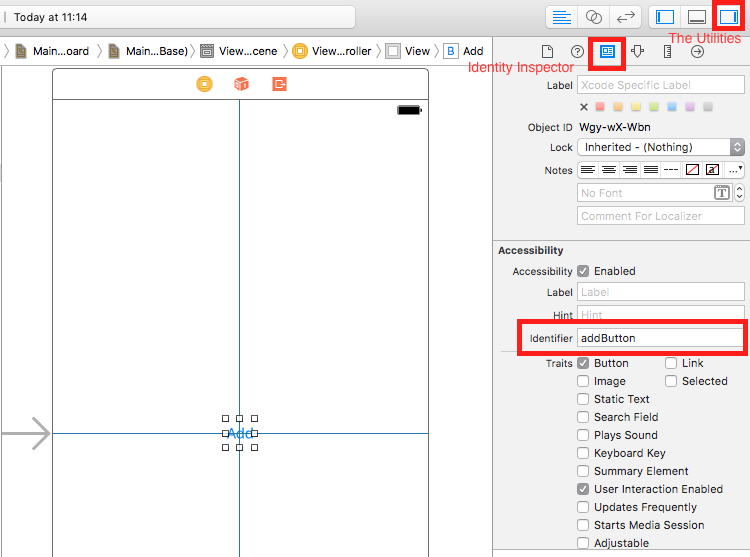 Today at 11:14
Main...oard Main...Base) View...cene View...roller View B Add
The Utilities
Identity Inspector
Label Xcode Specific Label
Object ID Wgy-wX-Wbn
Lock Inherited - (Nothing)
Notes
No Font T
Comment For Localizer
Accessibility
Accessibility Enabled
Label Label
Hint Hint
Identifier addButton
Traits Button Link
Image Selected
Static Text
Search Field
Plays Sound
Keyboard Key
Summary Element
User Interaction Enabled
Updates Frequently
Starts Media Session
Adjustable
Add